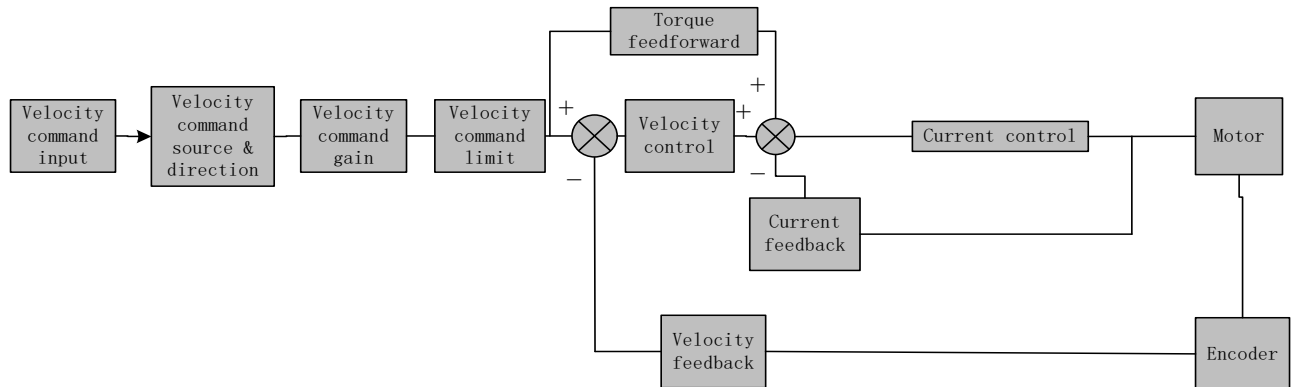 Torque
feedforward
Velocity
command
input
Velocity
command
source &
direction
Velocity
command
gain
Velocity
command
limit
+
−
Velocity
control
+
+
−
Current control
Motor
Current
feedback
Velocity
feedback
Encoder